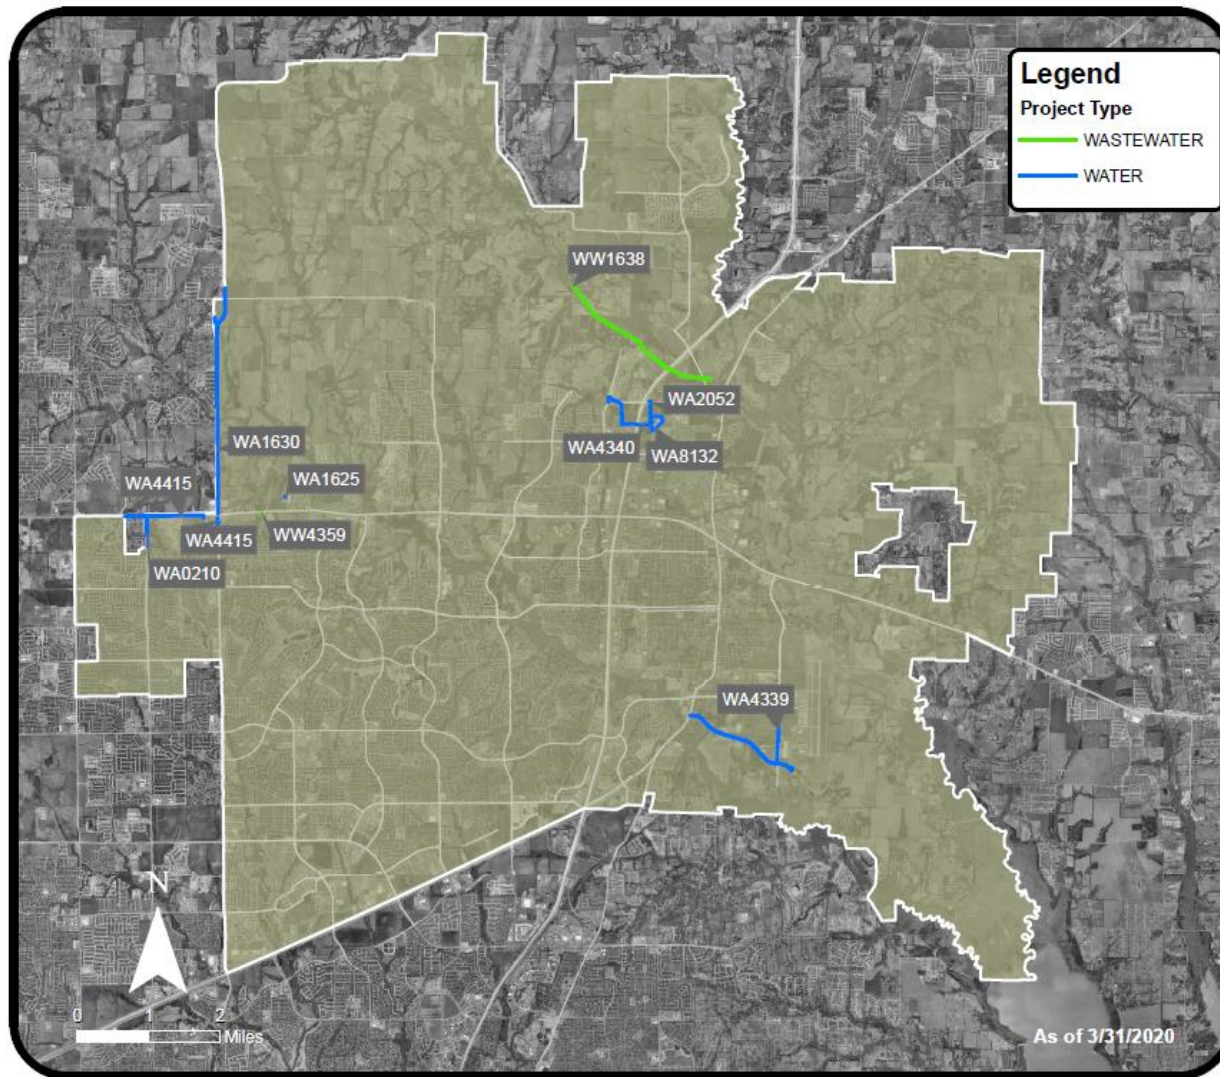 Legend
Project Type
WASTEWATER
WATER
WW1638
WA2052
WA4340
WA8132
WA1630
WA4415
WA1625
WA4415
WW4359
WA0210
WA4339
N
0 1 2
Miles
As of 3/31/2020